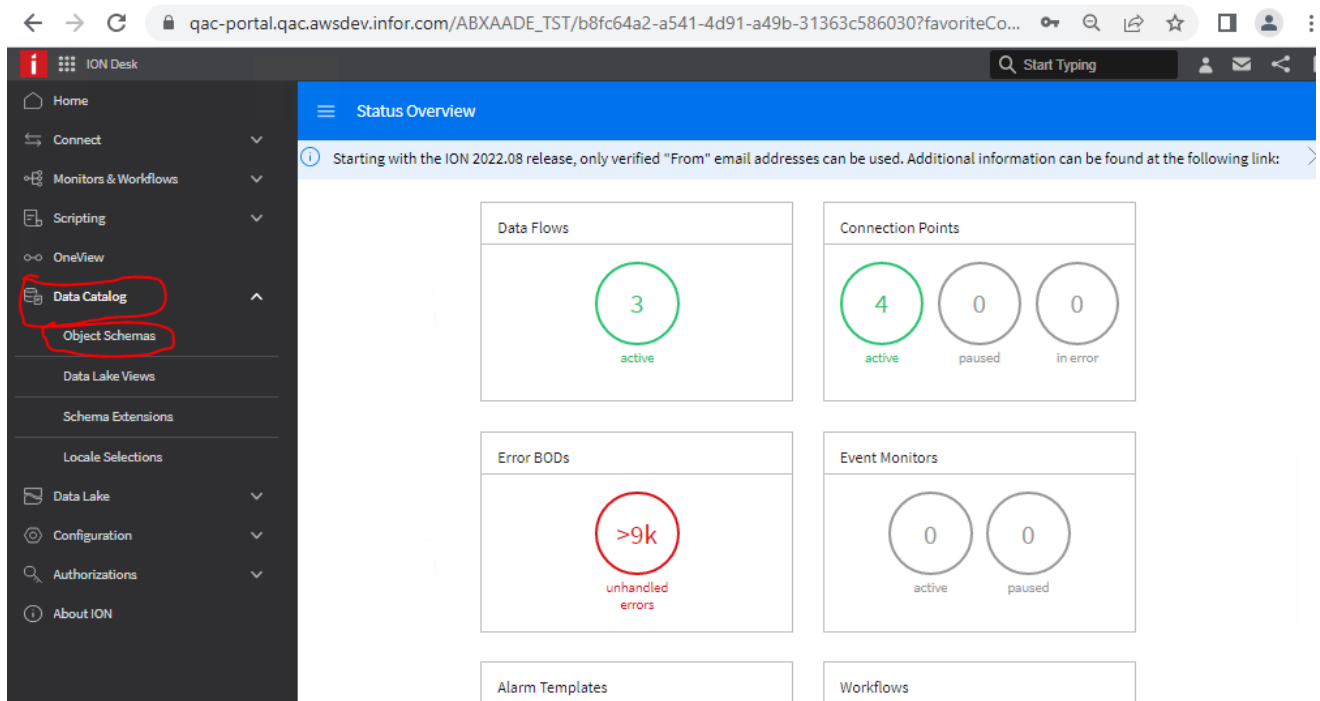 qac-portal.qac.awsdev.infor.com/ABXAADE_TST/b8fc64a2-a541-4d91-a49b-31363c586030?favoriteCo...
i ION Desk
Start Typing
Home
Connect
Monitors & Workflows
Scripting
OneView
Data Catalog
Object Schemas
Data Lake Views
Schema Extensions
Locale Selections
Data Lake
Configuration
Authorizations
About ION
Status Overview
Starting with the ION 2022.08 release, only verified "From" email addresses can be used. Additional information can be found at the following link:
Data Flows
3
active
Connection Points
4 0 0
active paused in error
Error BODs
>9k
unhandled
errors
Event Monitors
0 0
active paused
Alarm Templates
Workflows